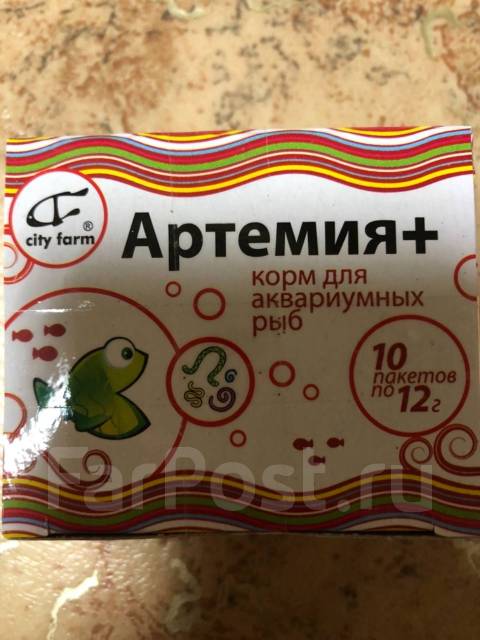 city farm®
Артемия+
корм для
аквариумных
рыб
10
пакетов
по 12г
FarPost.ru